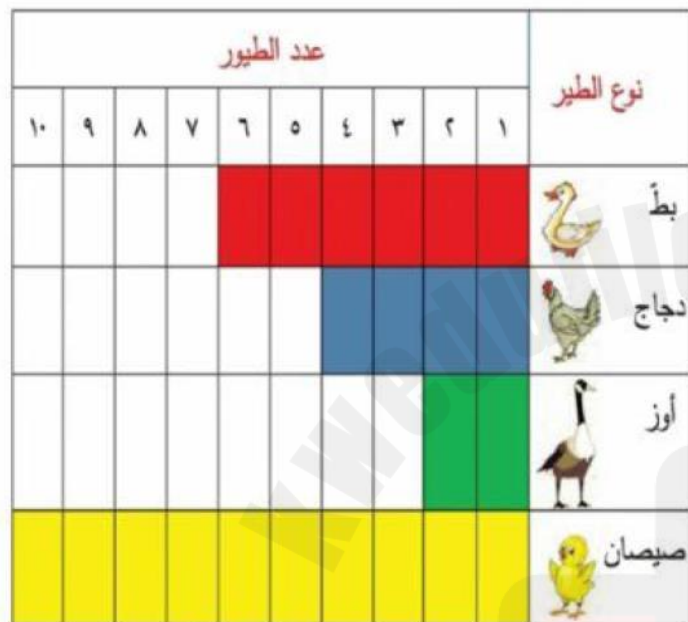 عدد الطيور
نوع الطير
١ ٢ ٣ ٤ ٥ ٦ ٧ ٨ ٩ ١٠
بطّ
دجاج
أوز
صيصان